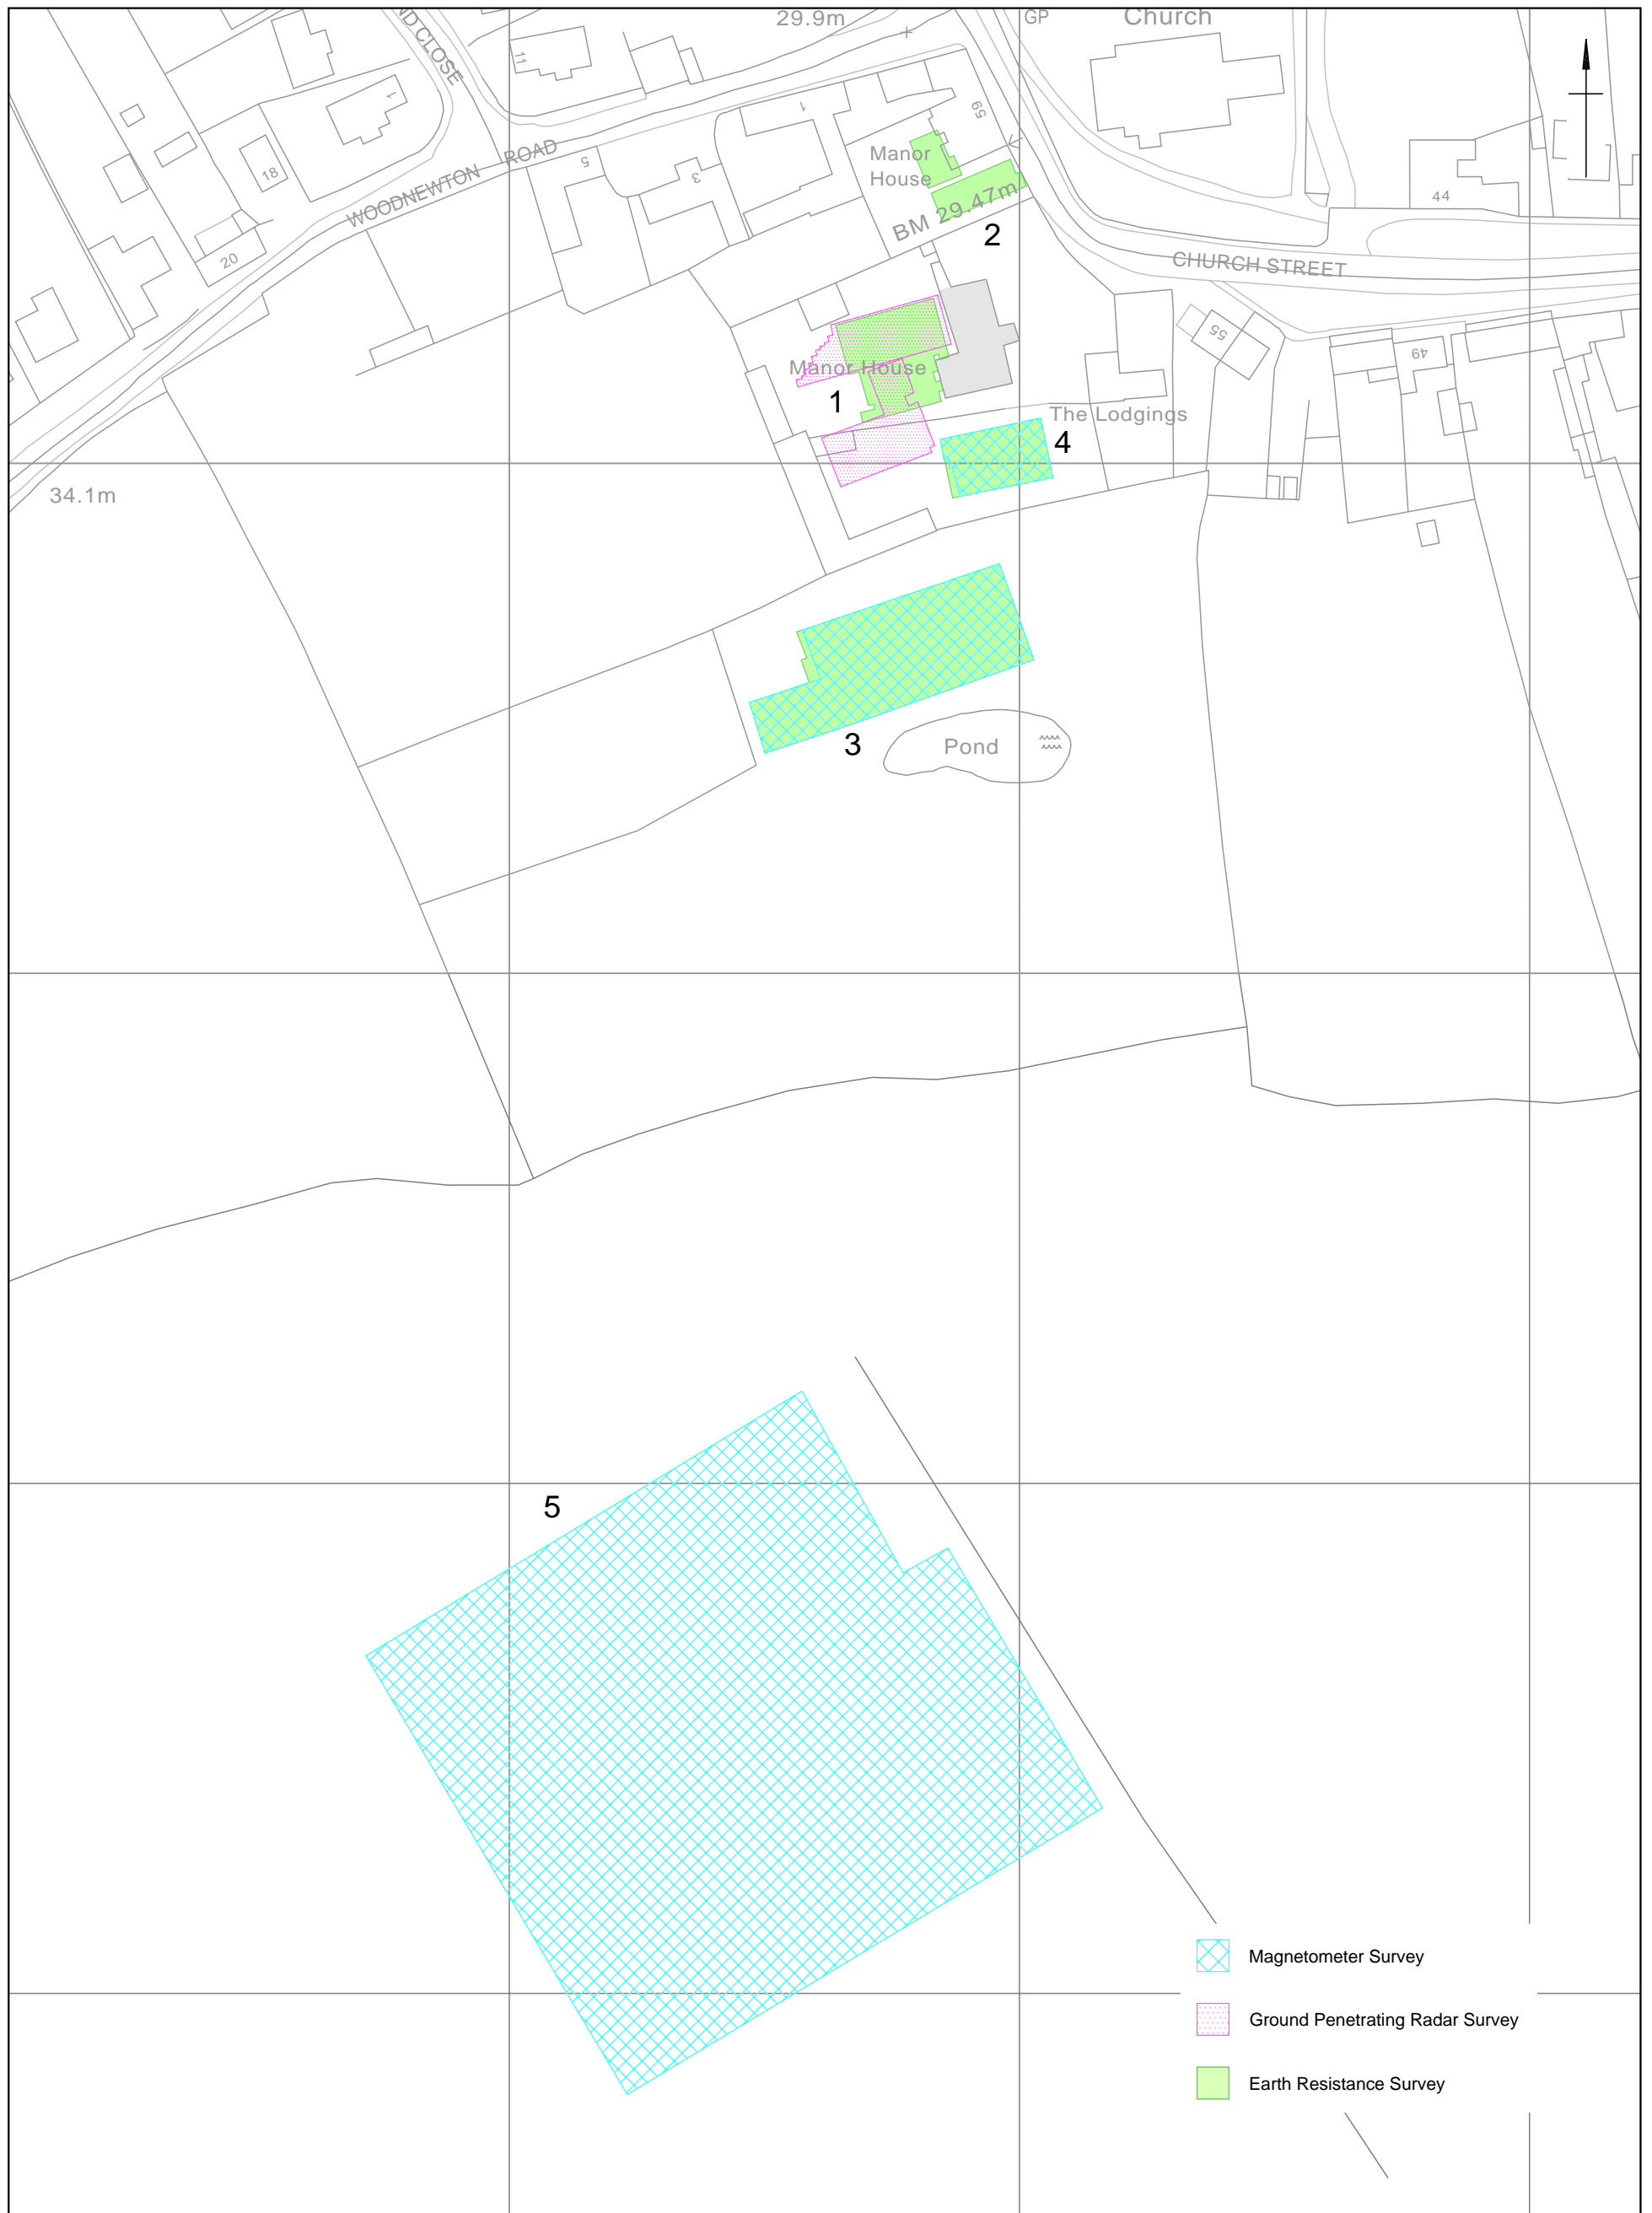 29.9m
GP
Church
ND CLOSE
11
1
1
59
18
WOODNEWTON ROAD
5
3
Manor
House
BM 29.47m
2
44
20
CHURCH STREET
55
49
Manor House
1
The Lodgings
4
34.1m
3
Pond
5
Magnetometer Survey
Ground Penetrating Radar Survey
Earth Resistance Survey